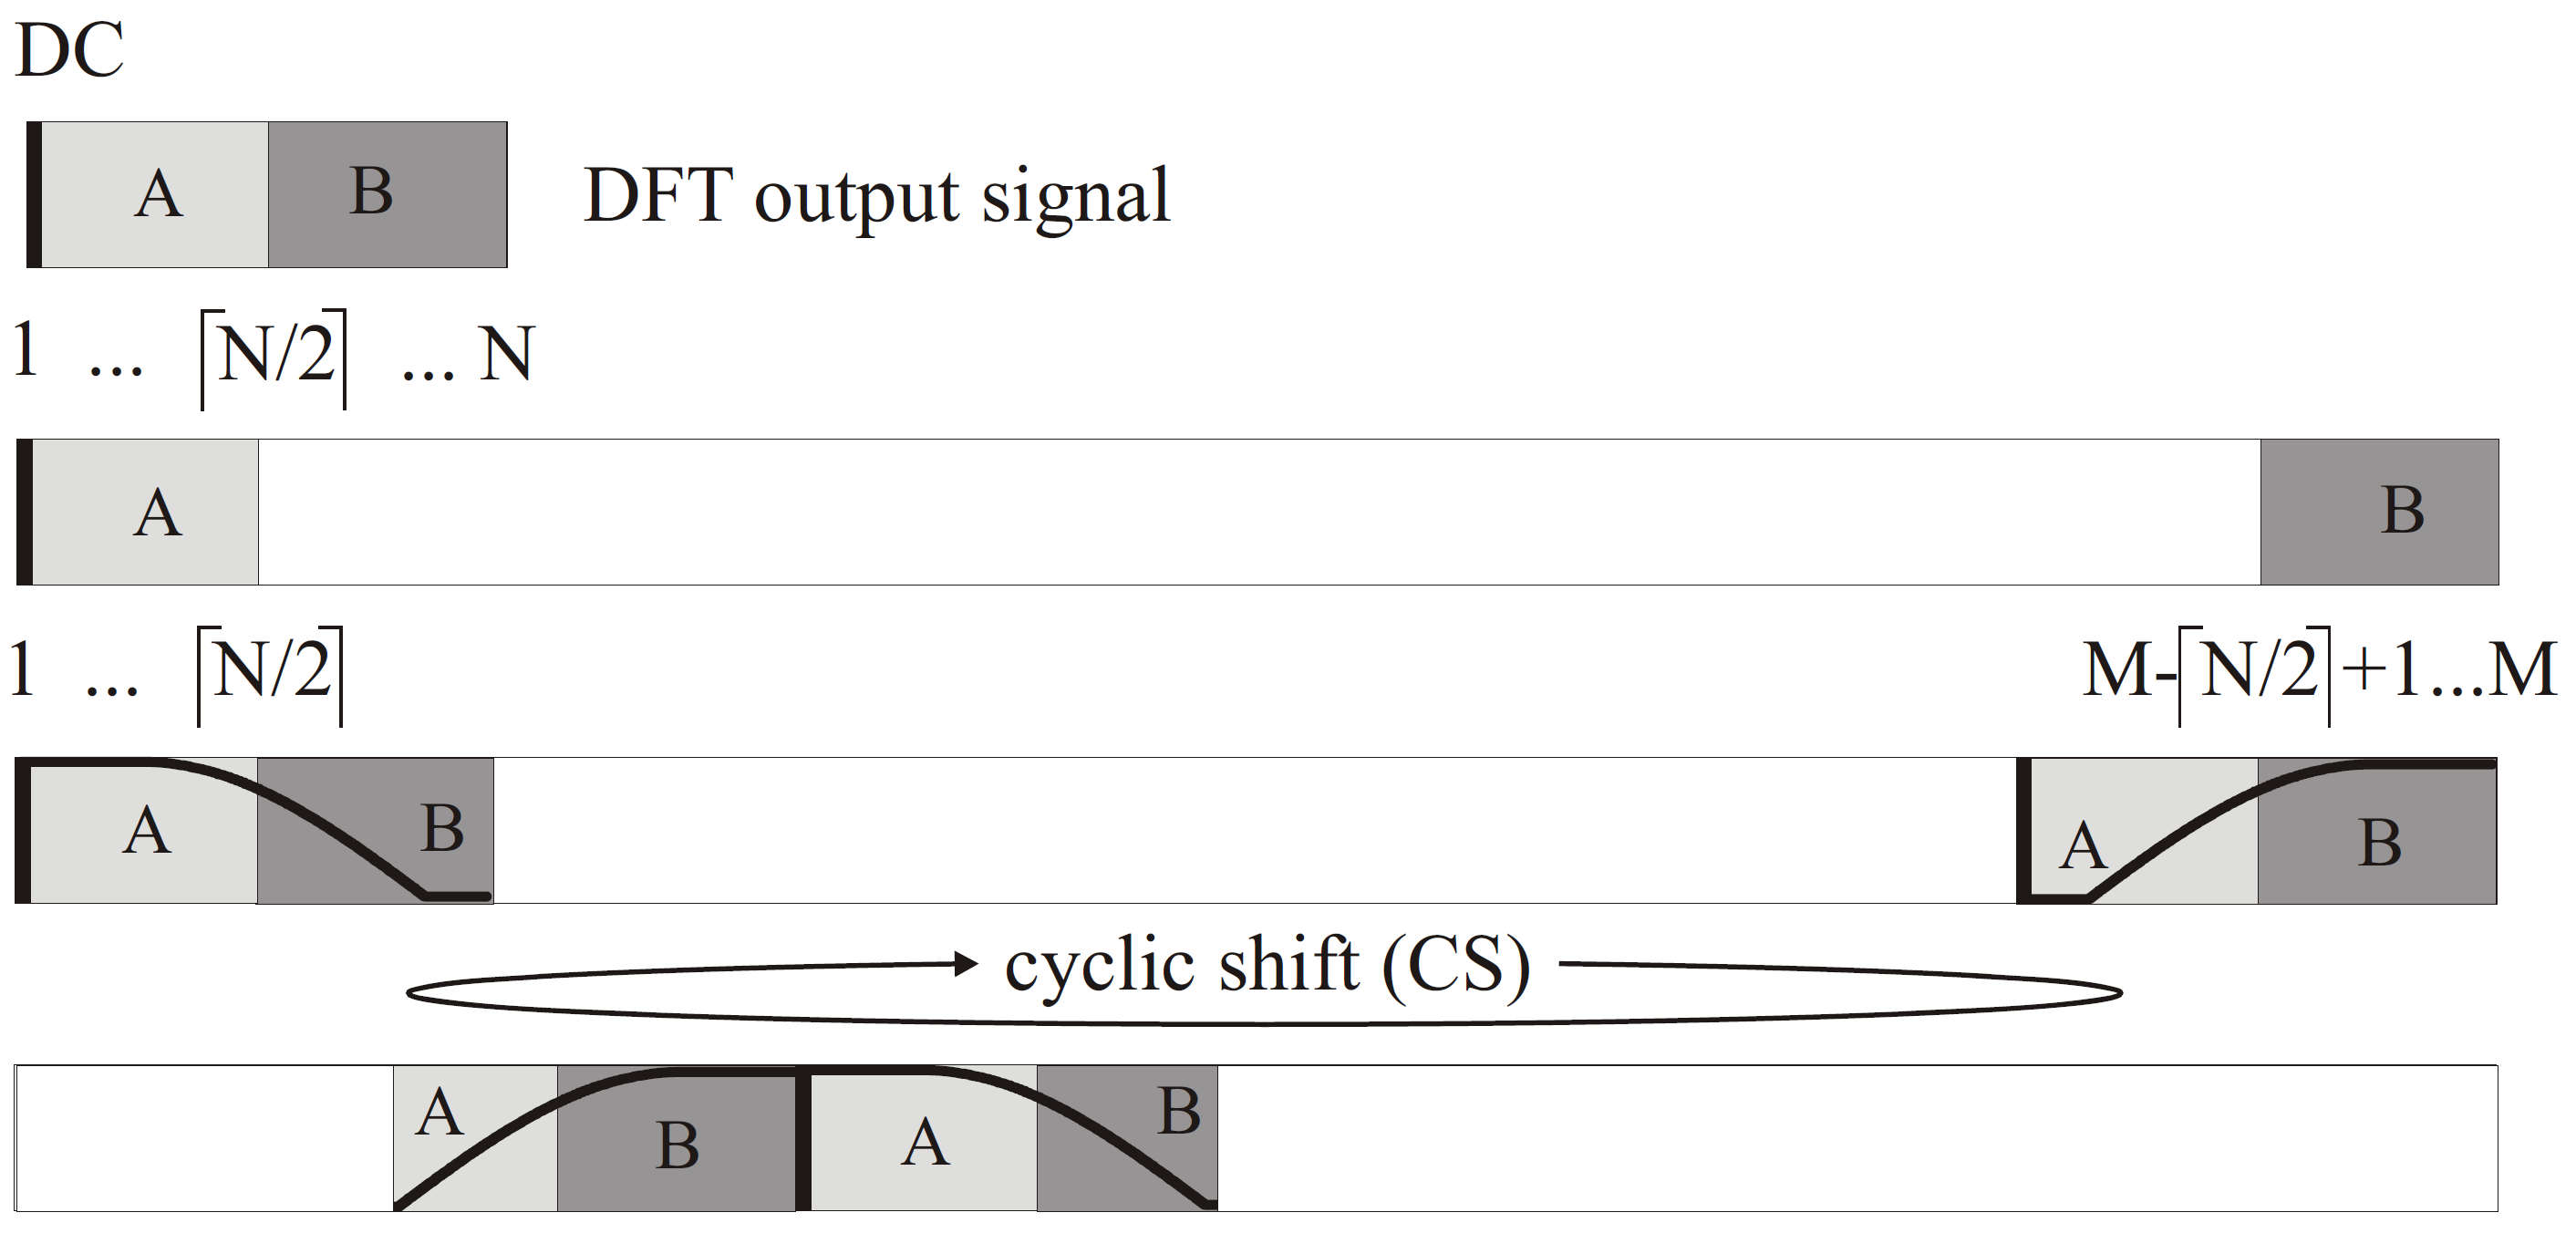 DC
A B DFT output signal
1 ... ⌈N/2⌉ ... N
A B
1 ... ⌈N/2⌉ M-⌈N/2⌉+1...M
A B A B
cyclic shift (CS)
A B A B